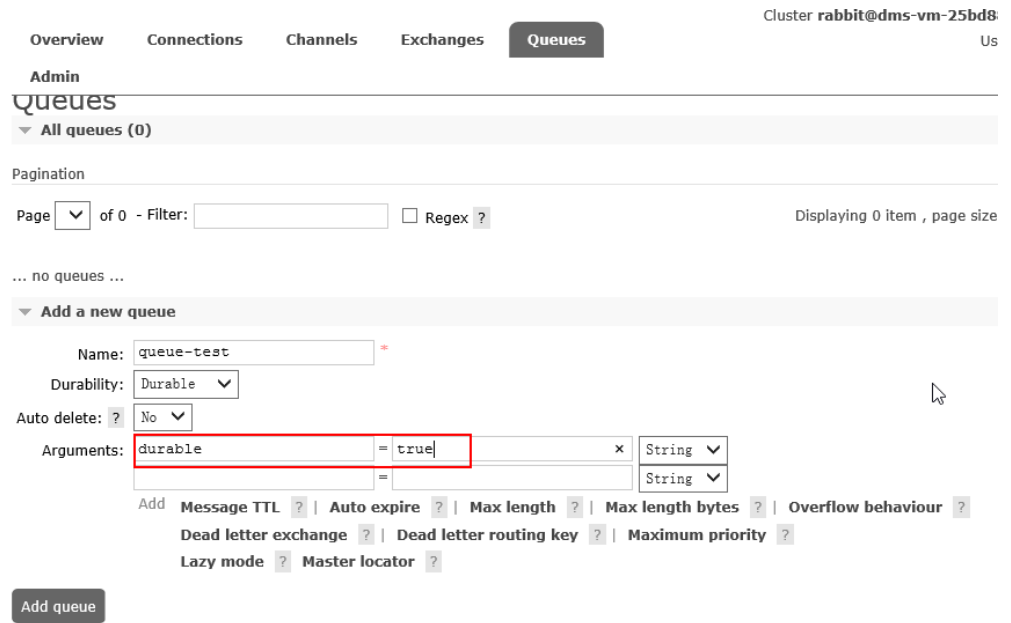 Cluster rabbit@dms-vm-25bd8
Overview Connections Channels Exchanges Queues Us
Admin
Queues
All queues (0)
Pagination
Page of 0 - Filter: Regex ? Displaying 0 item , page size
... no queues ...
Add a new queue
Name: queue-test *
Durability: Durable
Auto delete: ? No
Arguments: durable = true × String
= String
Add Message TTL ? | Auto expire ? | Max length ? | Max length bytes ? | Overflow behaviour ?
Dead letter exchange ? | Dead letter routing key ? | Maximum priority ?
Lazy mode ? Master locator ?
Add queue